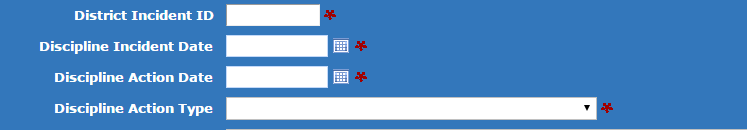 District Incident ID
Discipline Incident Date
Discipline Action Date
Discipline Action Type